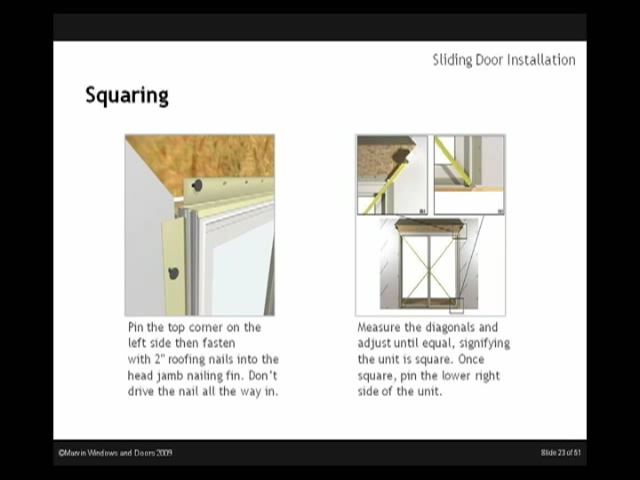 Sliding Door Installation
Squaring
Pin the top corner on the
left side then fasten
with 2" roofing nails into the
head jamb nailing fin. Don't
drive the nail all the way in.
Measure the diagonals and
adjust until equal, signifying
the unit is square. Once
square, pin the lower right
side of the unit.
©Marvin Windows and Doors 2009
Slide 23 of 51